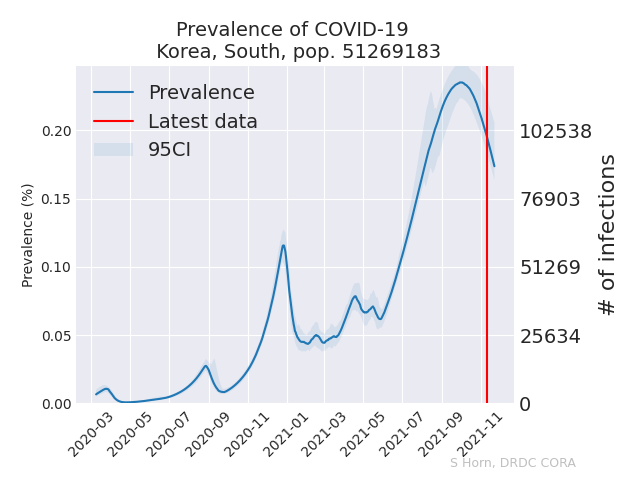 Prevalence of COVID-19
Korea, South, pop. 51269183
Prevalence
Latest data
95CI
Prevalence (%)
0.20
0.15
0.10
0.05
0.00
102538
76903
51269
25634
0
# of infections
2020-03
2020-05
2020-07
2020-09
2020-11
2021-01
2021-03
2021-05
2021-07
2021-09
2021-11
S Horn, DRDC CORA